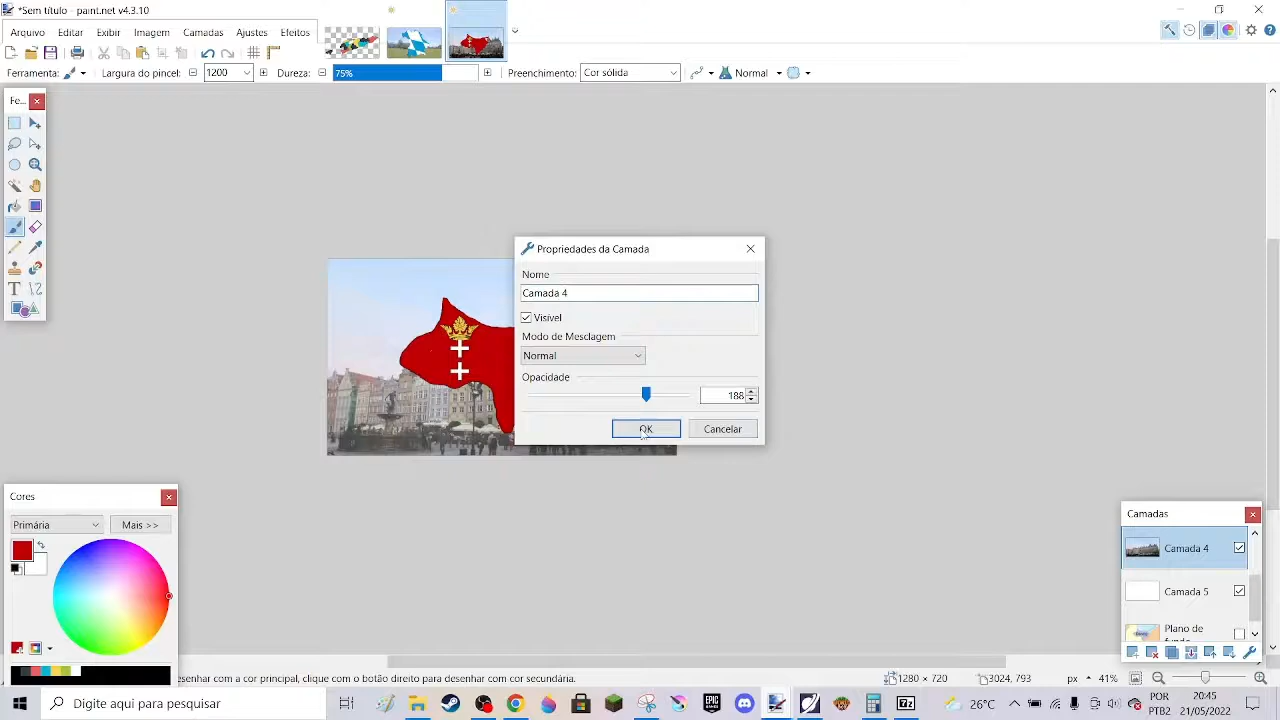 *Sem título - paint.net v4.3.10
Arquivo Editar Exibir Imagem Camadas Ajustes Efeitos
Ferramenta: Largura do pincel: 1200 Dureza: 75% Preenchimento: Cor sólida Normal
Fe...
Propriedades da Camada
Nome
Camada 4
Visível
Modo de Mesclagem
Normal
Opacidade
188
OK Cancelar
Cores
Primária Mais >>
Camadas
Camada 4
Camada 5
Plano de
esenhar com a cor principal, clique com o botão direito para desenhar com cor secundária.
1280 × 720 3024, 793 px 41%
Digite aqui para pesquisar
EPIC GAMES
26°C
POR
PTB2
20:45
21/05/2022